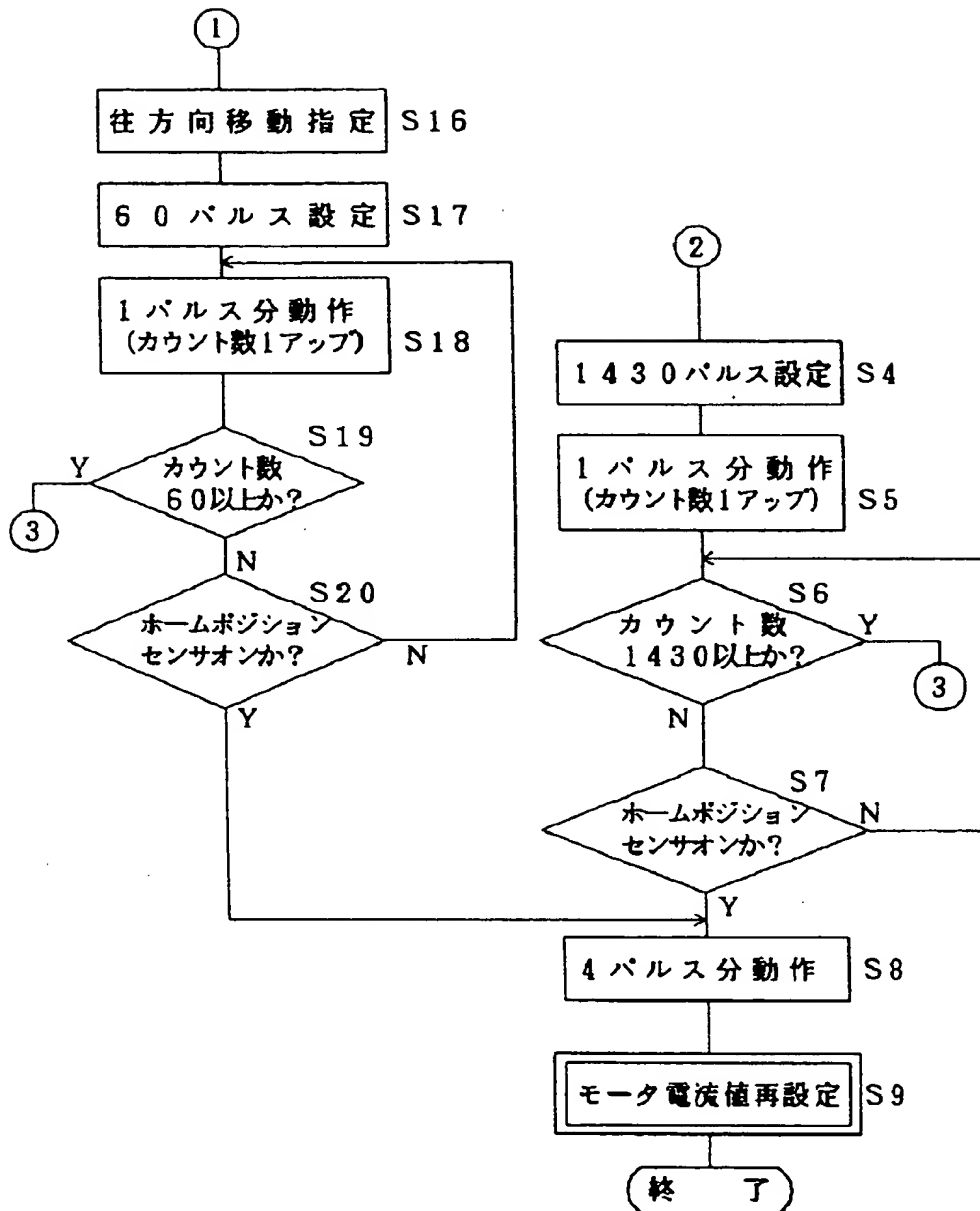 ①
往方向移動指定 S16
60パルス設定 S17
1パルス分動作
(カウント数1アップ) S18
S19
Y
カウント数
60以上か?
③
N
S20
ホームポジション
センサオンか?
N
Y
②
1430パルス設定 S4
1パルス分動作
(カウント数1アップ) S5
S6
カウント数
1430以上か?
Y
③
N
S7
ホームポジション
センサオンか?
N
Y
4パルス分動作 S8
モータ電流値再設定 S9
終了